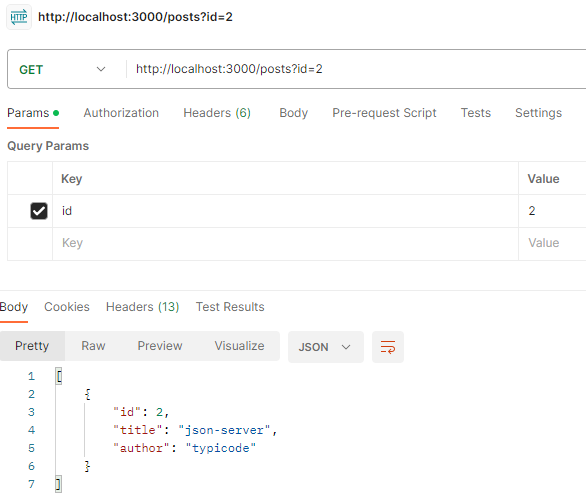 HTTP http://localhost:3000/posts?id=2
GET http://localhost:3000/posts?id=2
Params Authorization Headers (6) Body Pre-request Script Tests Settings
Query Params
Key Value
id 2
Key Value
Body Cookies Headers (13) Test Results
Pretty Raw Preview Visualize JSON
1 [
2 {
3 "id": 2,
4 "title": "json-server",
5 "author": "typicode"
6 }
7 ]